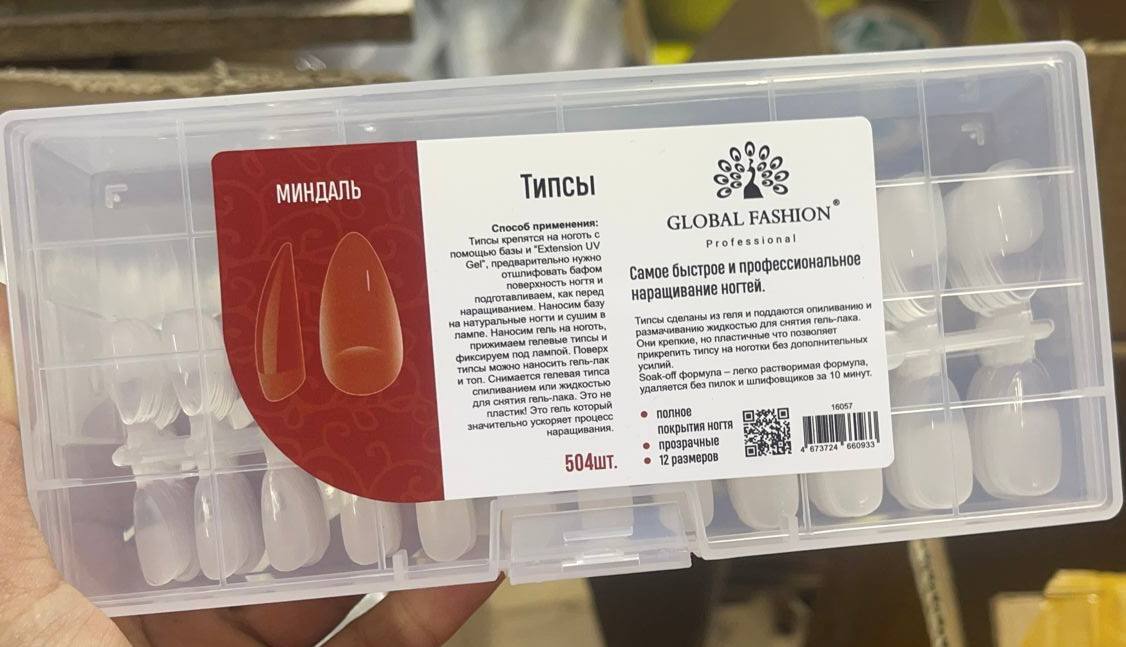 МИНДАЛЬ
Типсы
Способ применения:
Типсы крепятся на ноготь с
помощью базы и "Extension UV
Gel", предварительно нужно
отшлифовать бафом
поверхность ногтя и
подготавливаем, как перед
наращиванием. Наносим базу
на натуральные ногти и сушим в
лампе. Наносим гель на ноготь,
прижимаем гелевые типсы и
фиксируем под лампой. Поверх
типсы можно наносить гель-лак
и топ. Снимается гелевая типса
спиливанием или жидкостью
для снятия гель-лака. Это не
пластик! Это гель который
значительно ускоряет процесс
наращивания.
504шт.
GLOBAL FASHION®
Professional
Самое быстрое и профессиональное
наращивание ногтей.
Типсы сделаны из геля и поддаются опиливанию и
размачиванию жидкостью для снятия гель-лака.
Они крепкие, но пластичные что позволяет
прикрепить типсу на ноготки без дополнительных
усилий.
Soak-off формула – легко растворимая формула,
удаляется без пилок и шлифовщиков за 10 минут.
• полное
покрытия ногтя
• прозрачные
• 12 размеров
16057
4 673724 660933